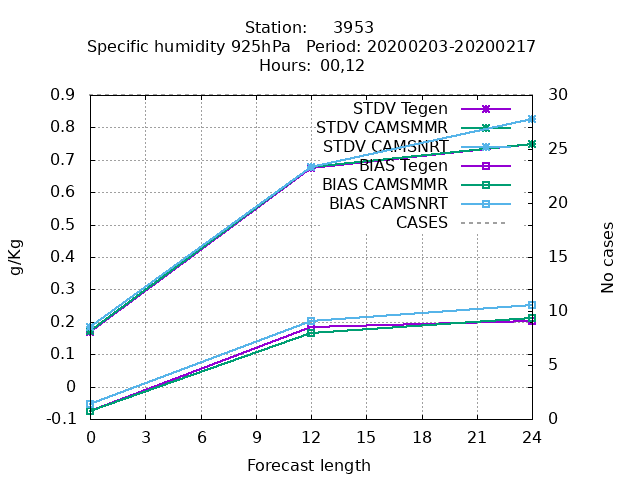 Station: 3953
Specific humidity 925hPa Period: 20200203-20200217
Hours: 00,12
0.9 30
STDV Tegen
0.8 STDV CAMSMMR
STDV CAMSNRT 25
0.7 BIAS Tegen
BIAS CAMSMMR
0.6 BIAS CAMSNRT 20
0.5 CASES
0.4 15
0.3
0.2 10
0.1 5
0
-0.1 0
g/Kg
No cases
0 3 6 9 12 15 18 21 24
Forecast length